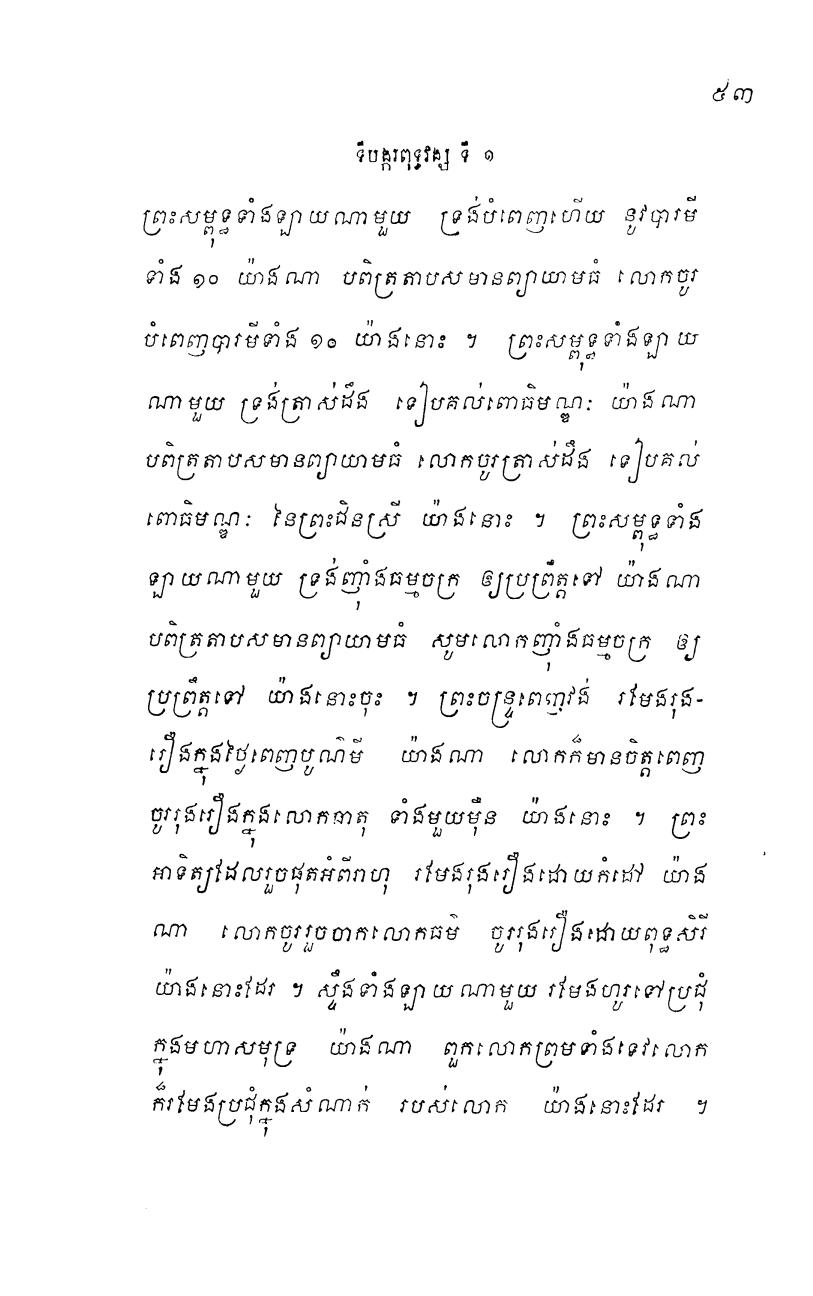 ៥៣
ទីបង្ករពុទ្ធវង្ស ទី ១
ព្រះសម្ពុទ្ធទាំងឡាយណាមួយ ទ្រង់បំពេញហើយ នូវបារមី
ទាំង ១០ យ៉ាងណា បពិត្រតាបសមានព្យាយាមធំ លោកចូរ
បំពេញបារមីទាំង ១០ យ៉ាងនោះ ។ ព្រះសម្ពុទ្ធទាំងឡាយ
ណាមួយ ទ្រង់ត្រាស់ដឹង ទៀបគល់ពោធិមណ្ឌៈ យ៉ាងណា
បពិត្រតាបសមានព្យាយាមធំ លោកចូរត្រាស់ដឹង ទៀបគល់
ពោធិមណ្ឌៈ នៃព្រះជិនស្រី យ៉ាងនោះ ។ ព្រះសម្ពុទ្ធទាំង
ឡាយណាមួយ ទ្រង់ញ៉ាំងធម្មចក្រ ឲ្យប្រព្រឹត្តទៅ យ៉ាងណា
បពិត្រតាបសមានព្យាយាមធំ សូមលោកញ៉ាំងធម្មចក្រ ឲ្យ
ប្រព្រឹត្តទៅ យ៉ាងនោះចុះ ។ ព្រះចន្ទ្រពេញវង់ រមែងរុង-
រឿងក្នុងថ្ងៃពេញបូណ៌មី យ៉ាងណា លោកក៏មានចិត្តពេញ
ចូររុងរឿងក្នុងលោកធាតុ ទាំងមួយម៉ឺន យ៉ាងនោះ ។ ព្រះ
អាទិត្យដែលរួចផុតអំពីរាហុ រមែងរុងរឿងដោយកំដៅ យ៉ាង
ណា លោកចូររួចចាកលោកធម៌ ចូររុងរឿងដោយពុទ្ធសិរី
យ៉ាងនោះដែរ ។ ស្ទឹងទាំងឡាយណាមួយ រមែងហូរទៅប្រជុំ
ក្នុងមហាសមុទ្រ យ៉ាងណា ពួកលោកព្រមទាំងទេវលោក
ក៏រមែងប្រជុំក្នុងសំណាក់ របស់លោក យ៉ាងនោះដែរ ។